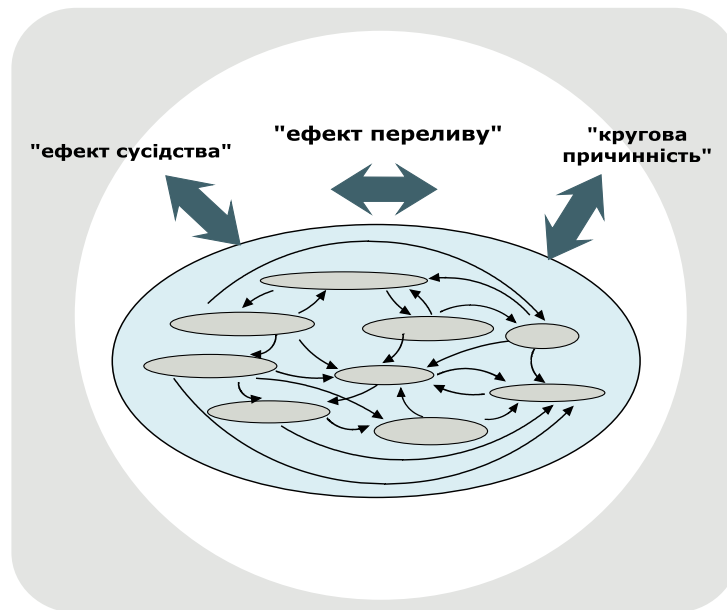 "ефект сусідства"
"ефект переливу"
"кругова
причинність"